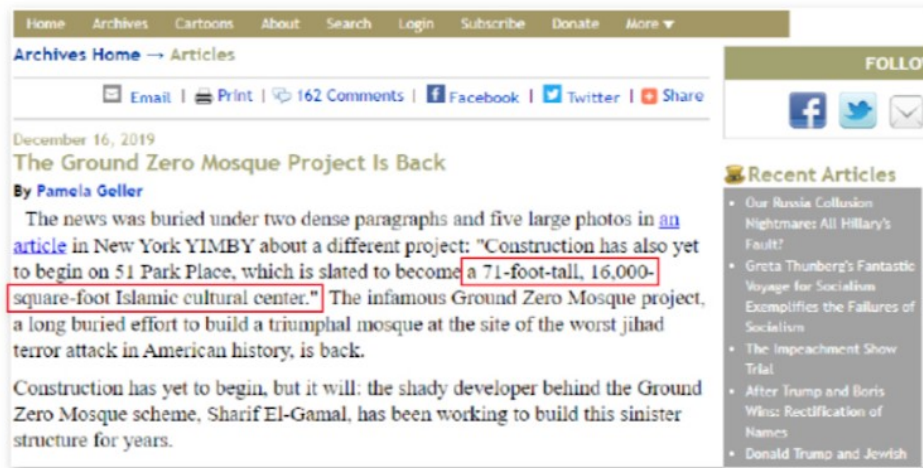 Home Archives Cartoons About Search Login Subscribe Donate More ▼
Archives Home → Articles
Email | Print | 162 Comments | Facebook | Twitter | Share
December 16, 2019
The Ground Zero Mosque Project Is Back
By Pamela Geller
The news was buried under two dense paragraphs and five large photos in an
article in New York YIMBY about a different project: "Construction has also yet
to begin on 51 Park Place, which is slated to become a 71-foot-tall, 16,000-
square-foot Islamic cultural center." The infamous Ground Zero Mosque project,
a long buried effort to build a triumphal mosque at the site of the worst jihad
terror attack in American history, is back.
Construction has yet to begin, but it will: the shady developer behind the Ground
Zero Mosque scheme, Sharif El-Gamal, has been working to build this sinister
structure for years.
FOLLOW
Recent Articles
Our Russia Collusion
Nightmare: All Hillary's
Fault?
Greta Thunberg's Fantastic
Voyage for Socialism
Exemplifies the Failures of
Socialism
The Impeachment Show
Trial
After Trump and Boris
Wins: Rectification of
Names
Donald Trump and Jewish